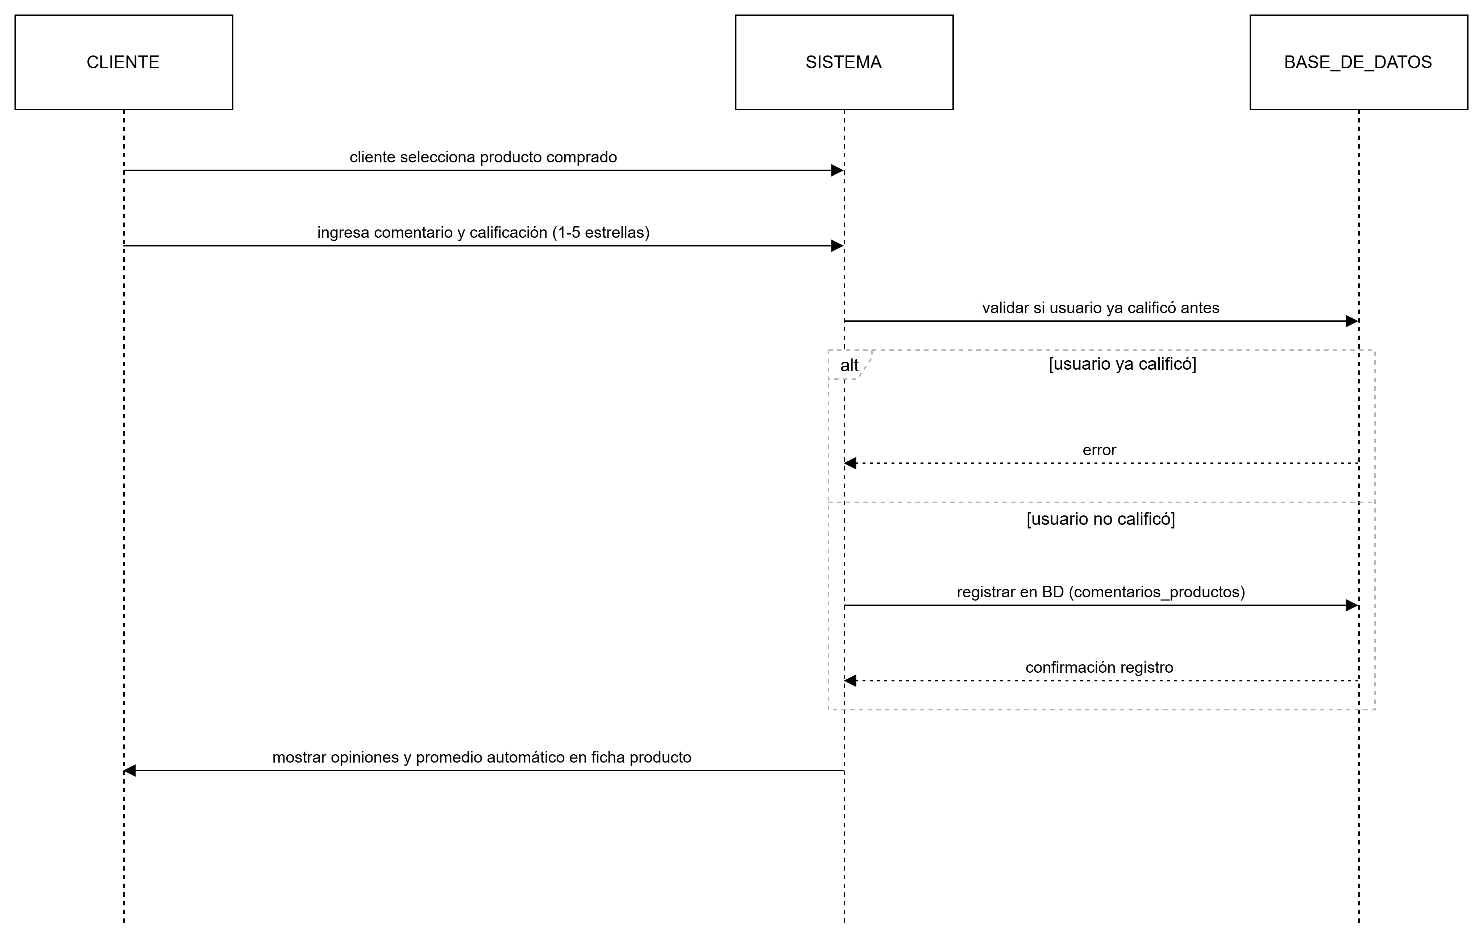 CLIENTE
SISTEMA
BASE_DE_DATOS
cliente selecciona producto comprado
ingresa comentario y calificación (1-5 estrellas)
validar si usuario ya calificó antes
alt
[usuario ya calificó]
error
[usuario no calificó]
registrar en BD (comentarios_productos)
confirmación registro
mostrar opiniones y promedio automático en ficha producto